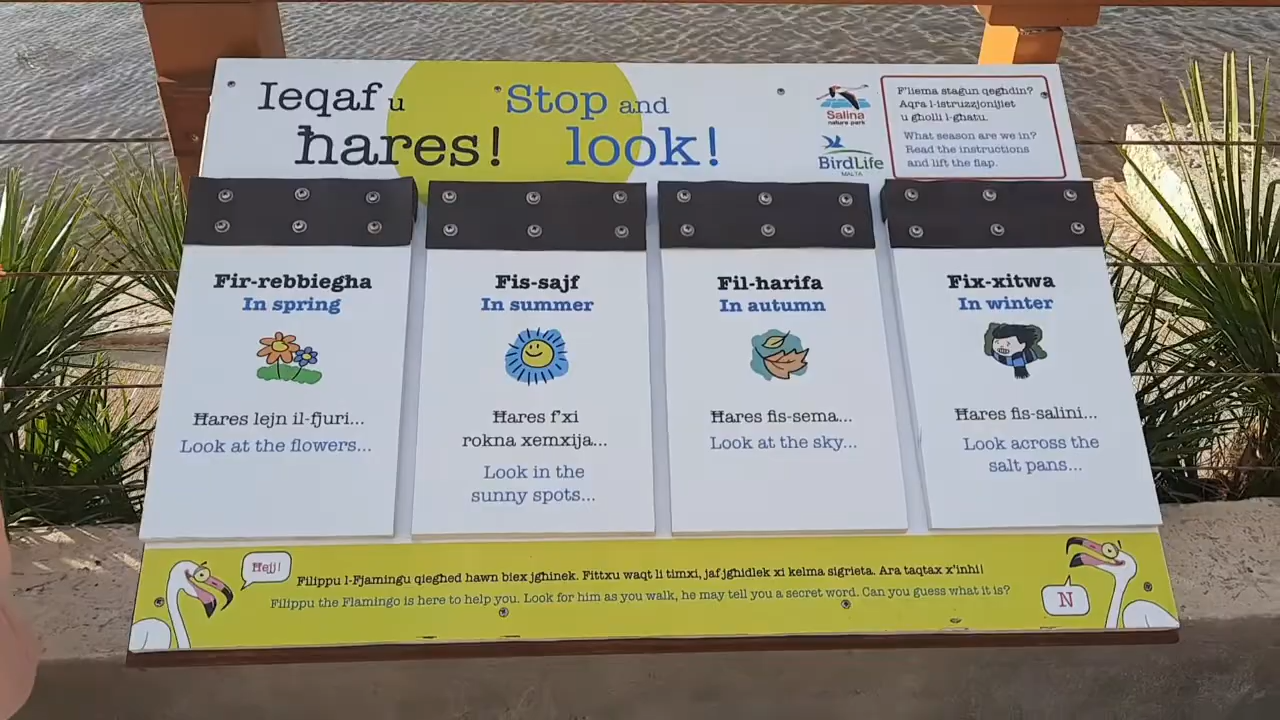 Ieqaf u
ħares!
Stop and
look!
Salina
nature park
BirdLife
MALTA
F'liema staġun qegħdin?
Aqra l-istruzzjonijiet
u għolli l-għatu.
What season are we in?
Read the instructions
and lift the flap.
Fir-rebbiegħa
In spring
Ħares lejn il-fjuri...
Look at the flowers...
Fis-sajf
In summer
Ħares f'xi
rokna xemxija...
Look in the
sunny spots...
Fil-ħarifa
In autumn
Ħares fis-sema...
Look at the sky...
Fix-xitwa
In winter
Ħares fis-salini...
Look across the
salt pans...
Ħejj!
Filippu l-Fjamingu qiegħed hawn biex jgħinek. Fittxu waqt li timxi, jaf jgħidlek xi kelma sigrieta. Ara taqtax x'inhi!
Filippu the Flamingo is here to help you. Look for him as you walk, he may tell you a secret word. Can you guess what it is?
N